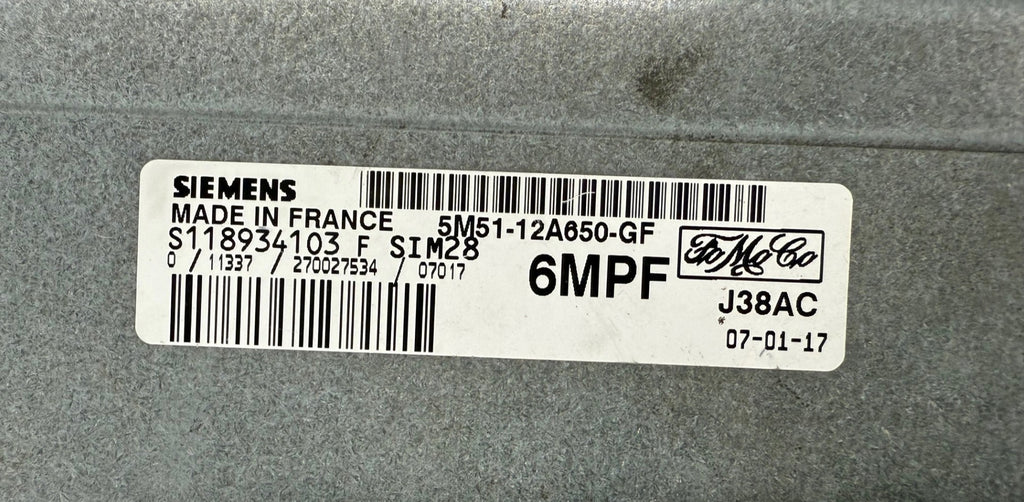 SIEMENS
MADE IN FRANCE
5M51-12A650-GF
S118934103 F SIM28
0 / 11337 / 270027534 / 07017
6MPF
FoMoCo
J38AC
*
07-01-17